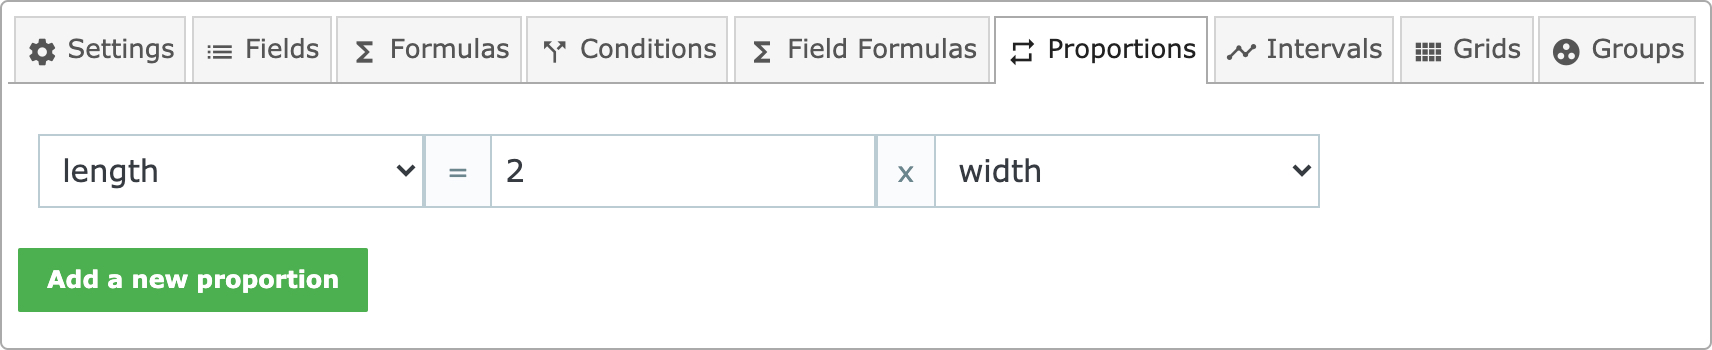 Settings Fields Formulas Conditions Field Formulas Proportions Intervals Grids Groups
length = 2 x width
Add a new proportion